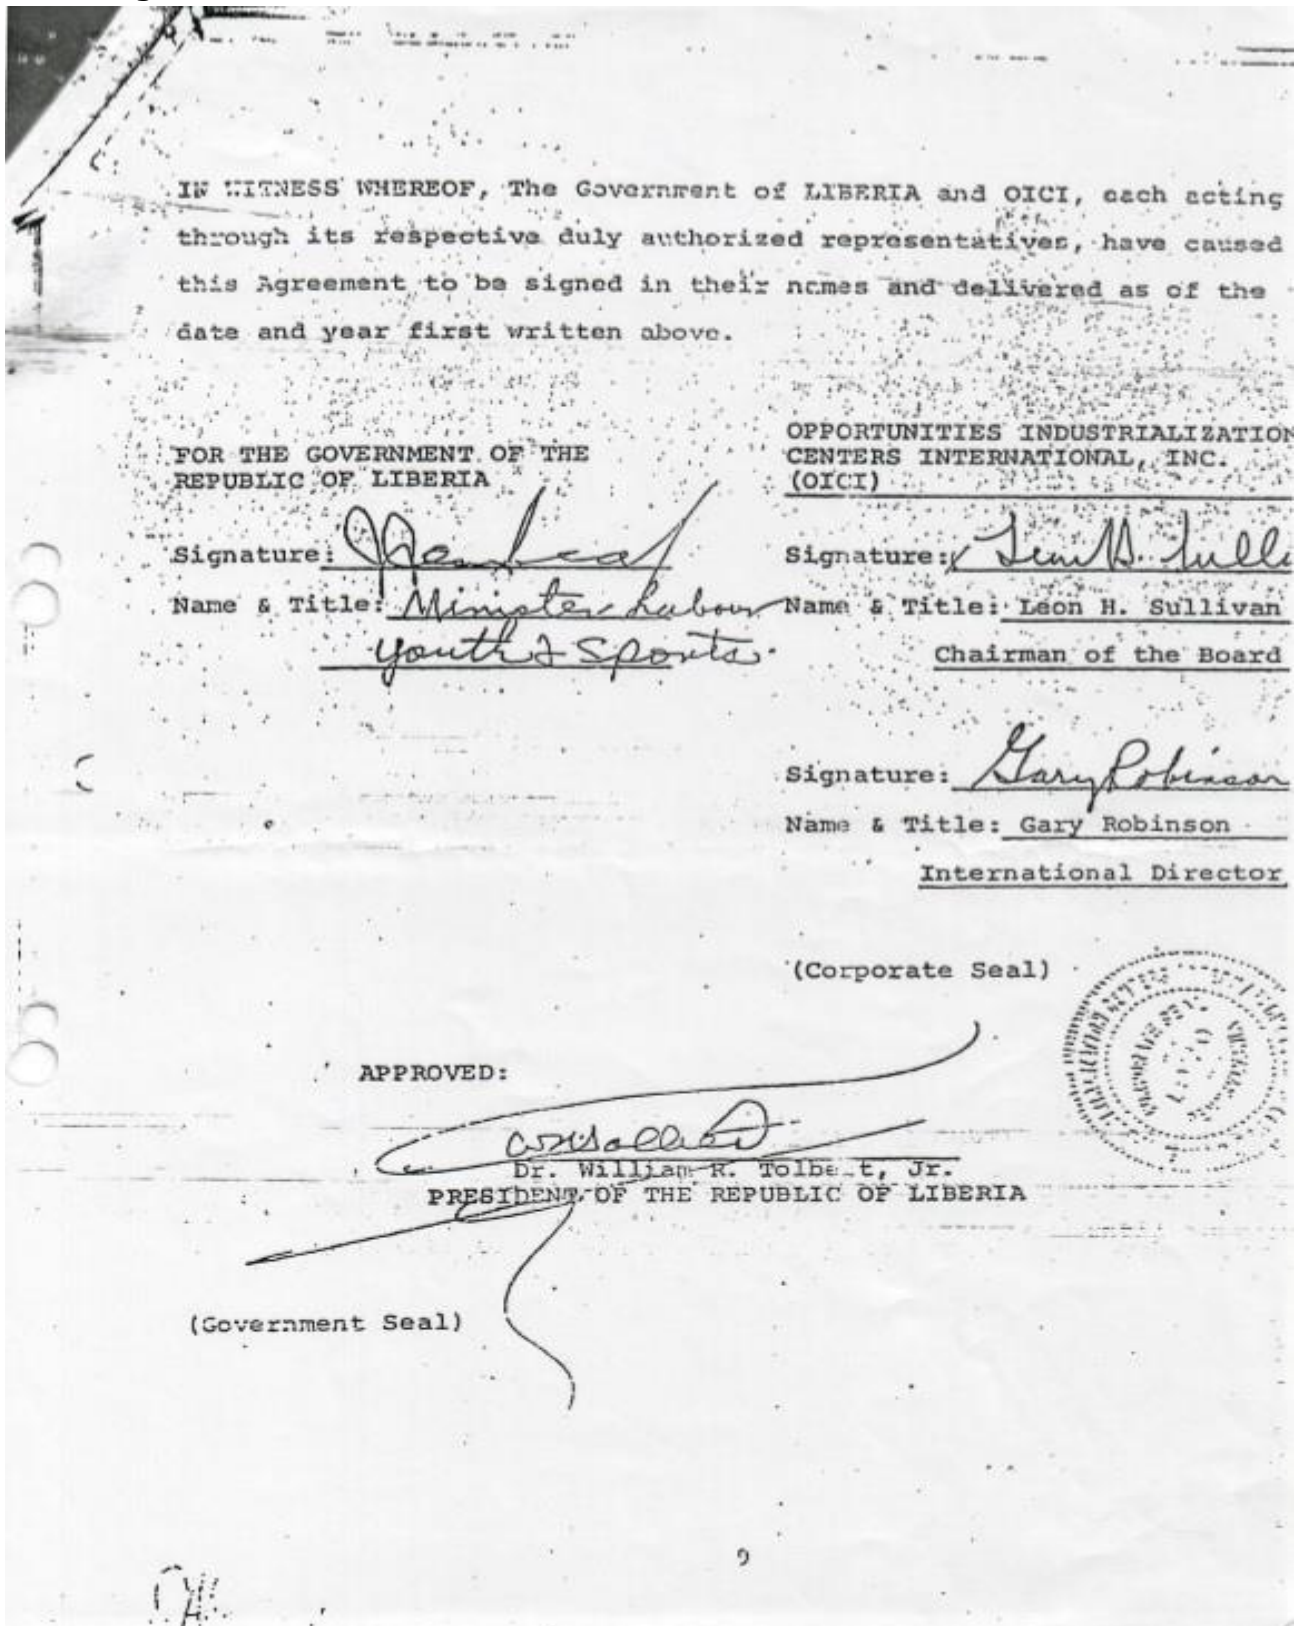 IN WITNESS WHEREOF, The Government of LIBERIA and OICI, each acting
through its respective duly authorized representatives, have caused
this Agreement to be signed in their names and delivered as of the
date and year first written above.
FOR THE GOVERNMENT OF THE
REPUBLIC OF LIBERIA
Signature:
Name & Title: Minister Labour
Youth & Sports
OPPORTUNITIES INDUSTRIALIZATION
CENTERS INTERNATIONAL, INC.
(OICI)
Signature: Leon H. Sulli
Name & Title: Leon H. Sullivan
Chairman of the Board
Signature: Gary Robinson
Name & Title: Gary Robinson
International Director
(Corporate Seal)
APPROVED:
Dr. William R. Tolbe t, Jr.
PRESIDENT OF THE REPUBLIC OF LIBERIA
(Government Seal)
9